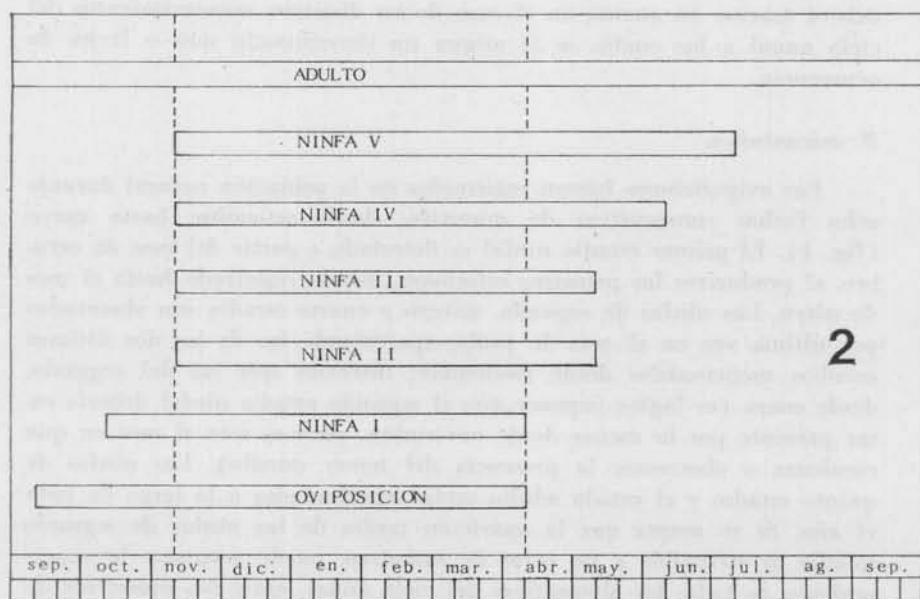 ADULTO
NINFA V
NINFA IV
NINFA III
NINFA II
NINFA I
OVIPOSICION
sep. oct. nov. dic. en. feb. mar. abr. may. jun. jul. ag. sep.
2